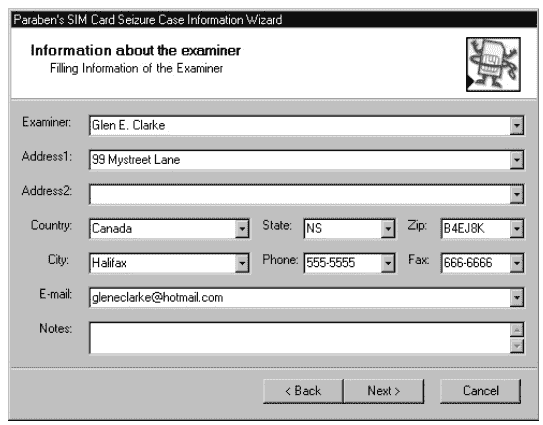 Paraben's SIM Card Seizure Case Information Wizard
Information about the examiner
Filling Information of the Examiner
Examiner: Glen E. Clarke
Address1: 99 Mystreet Lane
Address2:
Country: Canada State: NS Zip: B4EJ8K
City: Halifax Phone: 555-5555 Fax: 666-6666
E-mail: gleneclarke@hotmail.com
Notes:
< Back Next > Cancel